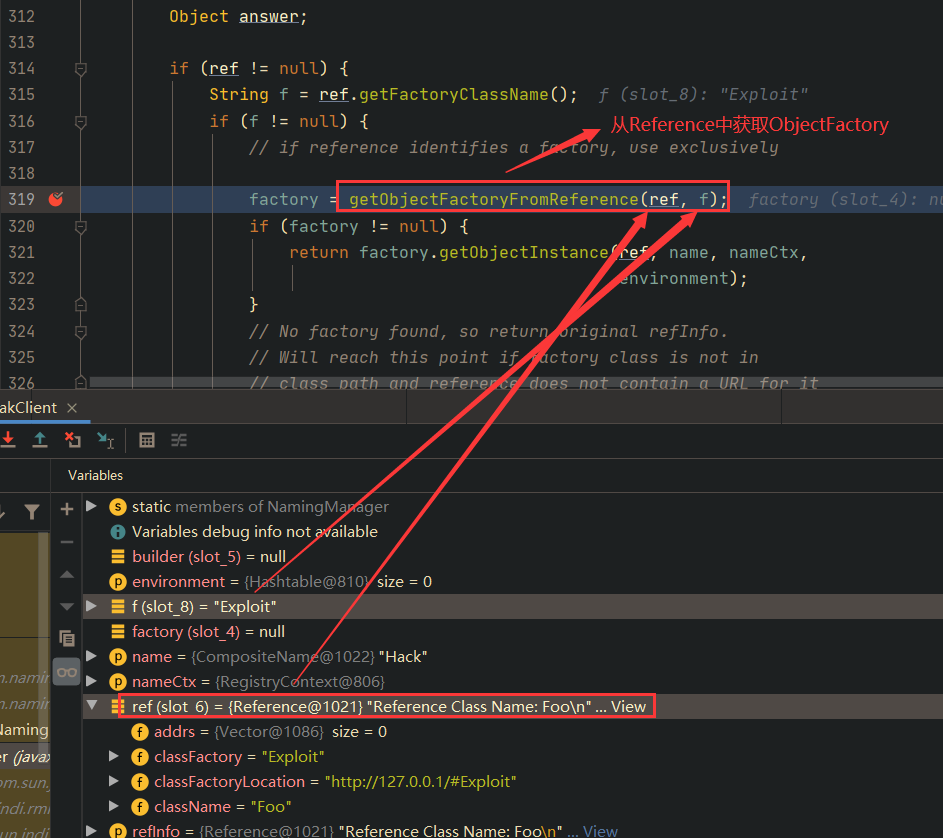 312 Object answer;
313
314 if (ref != null) {
315 String f = ref.getFactoryClassName(); f (slot_8): "Exploit"
316 if (f != null) {
从Reference中获取ObjectFactory
317 // if reference identifies a factory, use exclusively
318
319 factory = getObjectFactoryFromReference(ref, f); factory (slot_4): nu
320 if (factory != null) {
321 return factory.getObjectInstance(ref, name, nameCtx,
322 environment);
323 }
324 // No factory found, so return original refInfo.
325 // Will reach this point if factory class is not in
326 // class path and reference does not contain a URL for it
akClient ×
Variables
static members of NamingManager
Variables debug info not available
builder (slot_5) = null
environment = {Hashtable@810} size = 0
f (slot_8) = "Exploit"
factory (slot_4) = null
name = {CompositeName@1022} "Hack"
nameCtx = {RegistryContext@806}
ref (slot_6) = {Reference@1021} "Reference Class Name: Foo\n" ... View
addrs = {Vector@1086} size = 0
classFactory = "Exploit"
classFactoryLocation = "http://127.0.0.1/#Exploit"
className = "Foo"
refInfo = {Reference@1021} "Reference Class Name: Foo\n" ... View
m.namin
m.namin
Naming
er (javax
om.sun.
indi.rmi
sun.indi